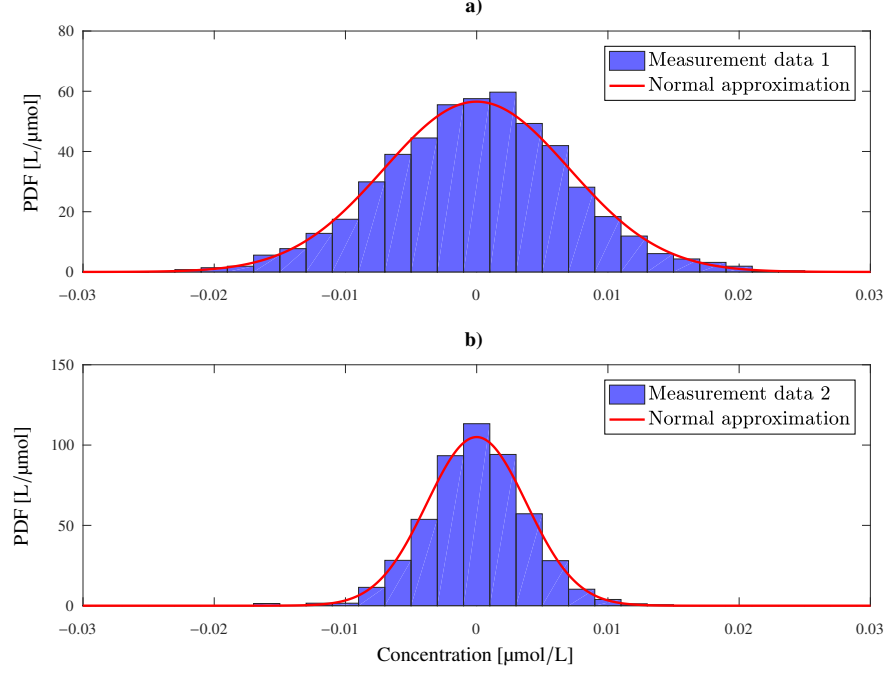 a)
80
60
40
20
0
PDF [L/μmol]
Measurement data 1
Normal approximation
−0.03 −0.02 −0.01 0 0.01 0.02 0.03
b)
150
100
50
0
PDF [L/μmol]
Measurement data 2
Normal approximation
−0.03 −0.02 −0.01 0 0.01 0.02 0.03
Concentration [μmol/L]